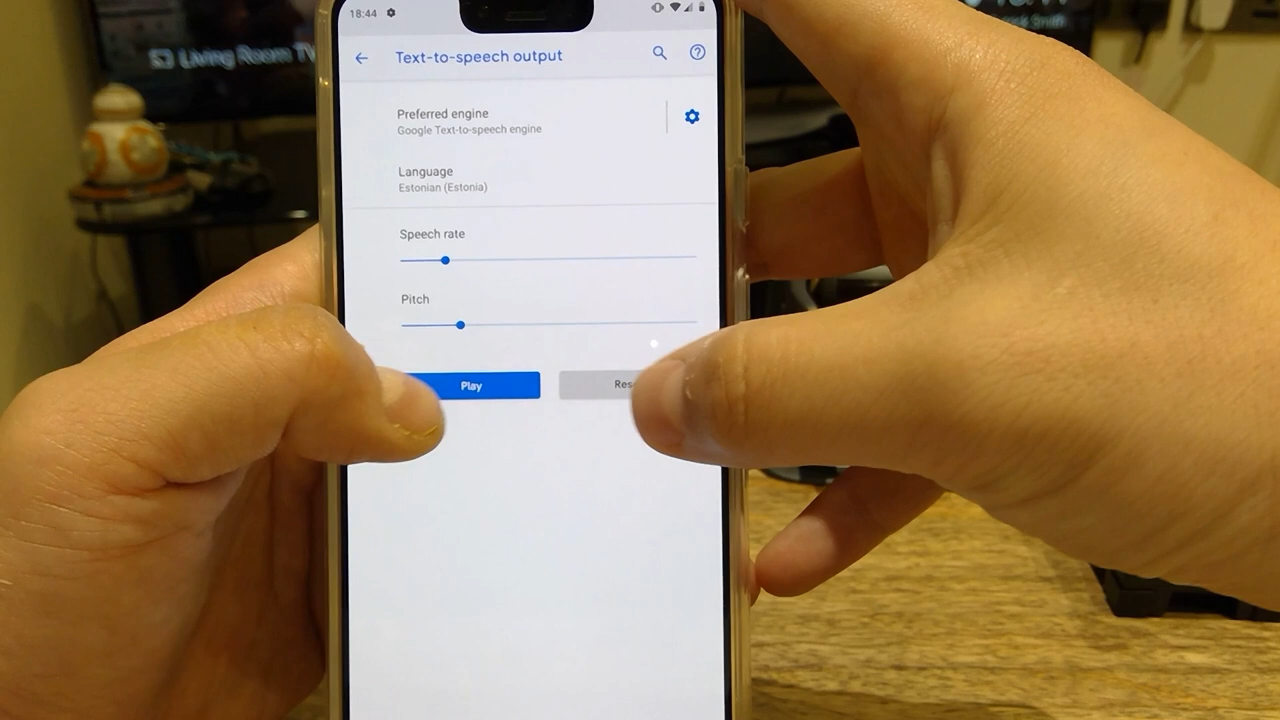 18:44
Living Room TV
Text-to-speech output
Preferred engine
Google Text-to-speech engine
Language
Estonian (Estonia)
Speech rate
Pitch
Play